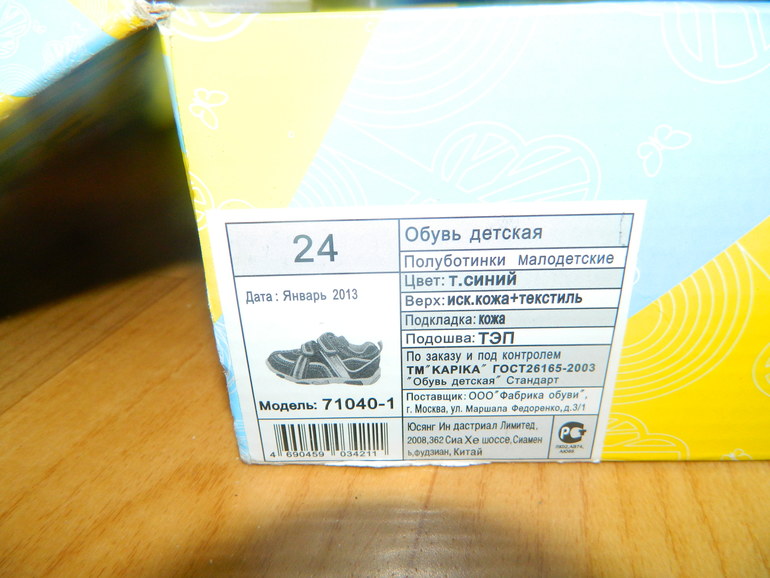 24
Дата: Январь 2013
Модель: 71040-1
4 690459 034211
Обувь детская
Полуботинки Малодетские
Цвет: т.синий
Верх: иск.кожа+текстиль
Подкладка: кожа
Подошва: ТЭП
По заказу и под контролем
ТМ"KAPIKA" ГОСТ26165-2003
"Обувь детская" Стандарт
Поставщик: ООО"Фабрика обуви",
г. Москва, ул. Маршала Федоренко,д.3/1
Юсянг Ин дастриал Лимитед,
2008,362 Сиа Хе шоссе,Сиамен
ь,фудзиан, Китай